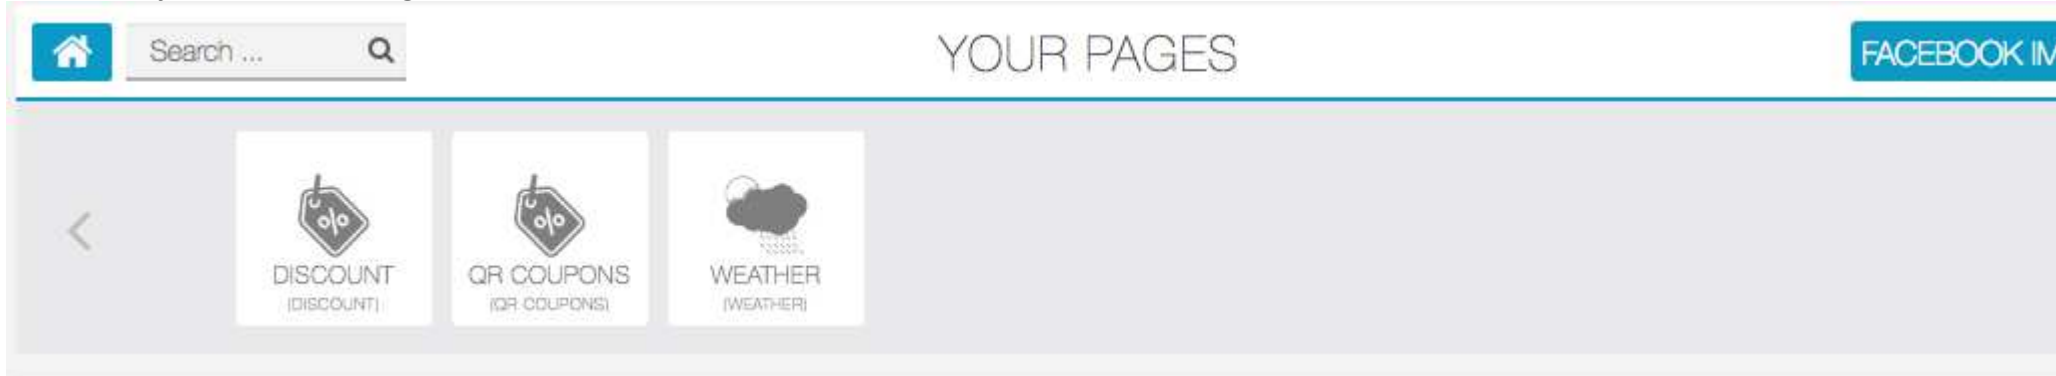 Search ...
YOUR PAGES
FACEBOOK IM
DISCOUNT
(DISCOUNT)
QR COUPONS
(QR COUPONS)
WEATHER
(WEATHER)